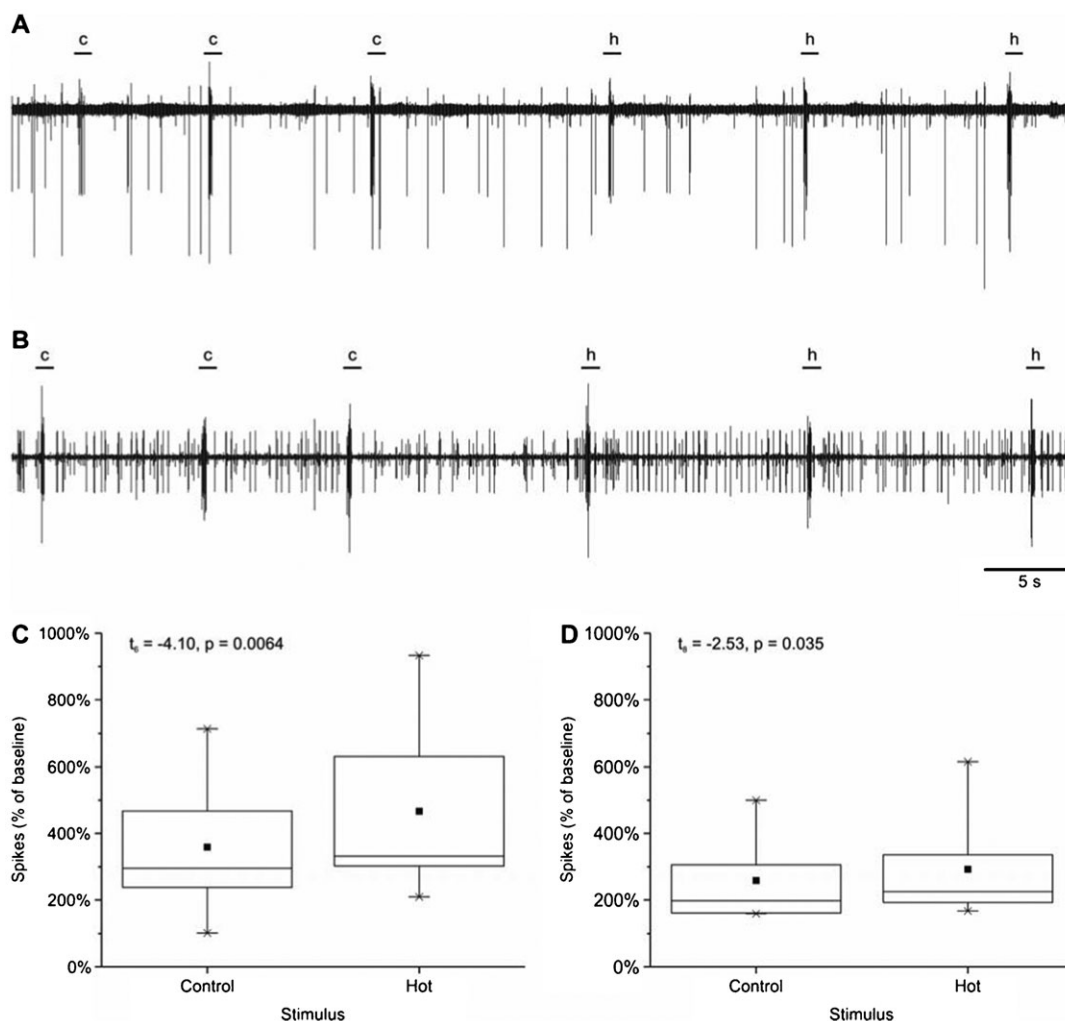 A
c c c h h h
B
c c c h h h
5 s
C
t₆ = -4.10, p = 0.0064
1000%
800%
600%
400%
200%
0%
Spikes (% of baseline)
Control Hot
Stimulus
D
t₈ = -2.53, p = 0.035
1000%
800%
600%
400%
200%
0%
Spikes (% of baseline)
Control Hot
Stimulus